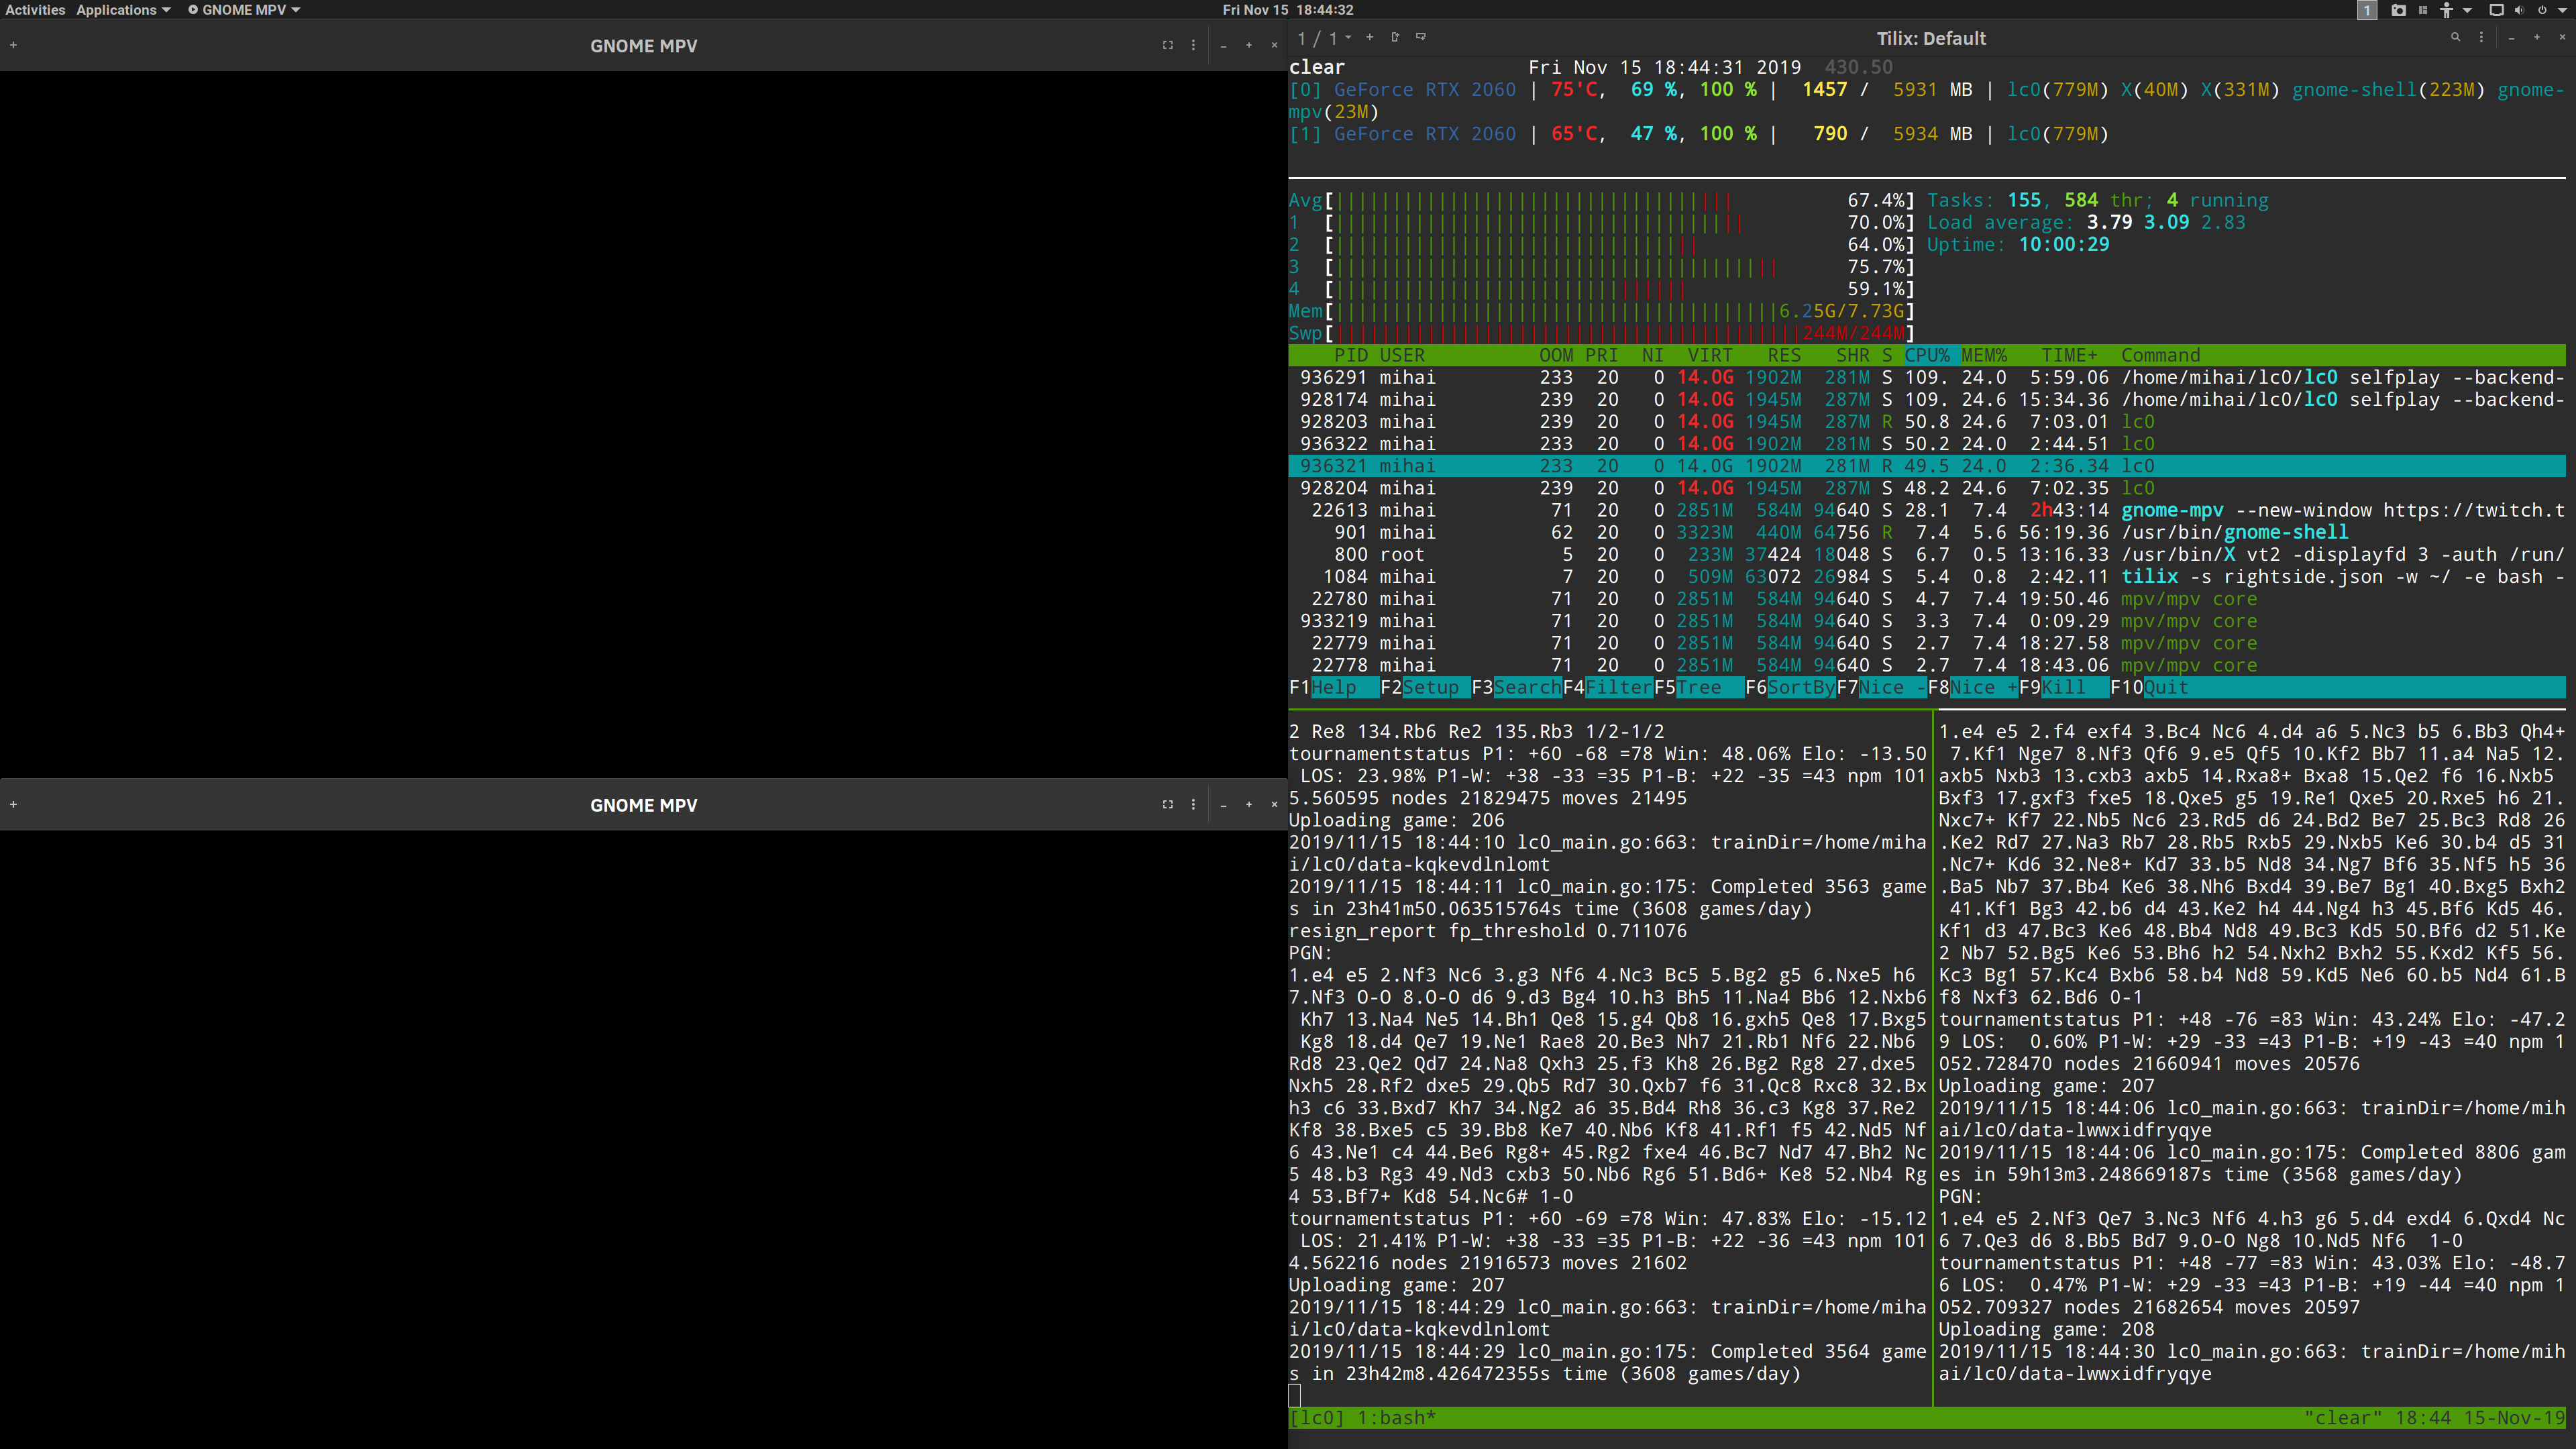 Activities Applications GNOME MPV Fri Nov 15 18:44:32 1
GNOME MPV
GNOME MPV
1 / 1 Tilix: Default
clear Fri Nov 15 18:44:31 2019 430.50
[0] GeForce RTX 2060 | 75'C, 69 %, 100 % | 1457 / 5931 MB | lc0(779M) X(40M) X(331M) gnome-shell(223M) gnome-
mpv(23M)
[1] GeForce RTX 2060 | 65'C, 47 %, 100 % | 790 / 5934 MB | lc0(779M)
Avg[ 67.4%] Tasks: 155, 584 thr; 4 running
1 [ 70.0%] Load average: 3.79 3.09 2.83
2 [ 64.0%] Uptime: 10:00:29
3 [ 75.7%]
4 [ 59.1%]
Mem[ 6.25G/7.73G]
Swp[ 244M/244M]
PID USER OOM PRI NI VIRT RES SHR S CPU% MEM% TIME+ Command
936291 mihai 233 20 0 14.0G 1902M 281M S 109. 24.0 5:59.06 /home/mihai/lc0/lc0 selfplay --backend-
928174 mihai 239 20 0 14.0G 1945M 287M S 109. 24.6 15:34.36 /home/mihai/lc0/lc0 selfplay --backend-
928203 mihai 239 20 0 14.0G 1945M 287M R 50.8 24.6 7:03.01 lc0
936322 mihai 233 20 0 14.0G 1902M 281M S 50.2 24.0 2:44.51 lc0
936321 mihai 233 20 0 14.0G 1902M 281M R 49.5 24.0 2:36.34 lc0
928204 mihai 239 20 0 14.0G 1945M 287M S 48.2 24.6 7:02.35 lc0
22613 mihai 71 20 0 2851M 584M 94640 S 28.1 7.4 2h43:14 gnome-mpv --new-window https://twitch.t
901 mihai 62 20 0 3323M 440M 64756 R 7.4 5.6 56:19.36 /usr/bin/gnome-shell
800 root 5 20 0 233M 37424 18048 S 6.7 0.5 13:16.33 /usr/bin/X vt2 -displayfd 3 -auth /run/
1084 mihai 7 20 0 509M 63072 26984 S 5.4 0.8 2:42.11 tilix -s rightside.json -w ~/ -e bash -
22780 mihai 71 20 0 2851M 584M 94640 S 4.7 7.4 19:50.46 mpv/mpv core
933219 mihai 71 20 0 2851M 584M 94640 S 3.3 7.4 0:09.29 mpv/mpv core
22779 mihai 71 20 0 2851M 584M 94640 S 2.7 7.4 18:27.58 mpv/mpv core
22778 mihai 71 20 0 2851M 584M 94640 S 2.7 7.4 18:43.06 mpv/mpv core
F1Help F2Setup F3SearchF4FilterF5Tree F6SortByF7Nice -F8Nice +F9Kill F10Quit
2 Re8 134.Rb6 Re2 135.Rb3 1/2-1/2
tournamentstatus P1: +60 -68 =78 Win: 48.06% Elo: -13.50
LOS: 23.98% P1-W: +38 -33 =35 P1-B: +22 -35 =43 npm 101
5.560595 nodes 21829475 moves 21495
Uploading game: 206
2019/11/15 18:44:10 lc0_main.go:663: trainDir=/home/miha
i/lc0/data-kqkevdlnlomt
2019/11/15 18:44:11 lc0_main.go:175: Completed 3563 game
s in 23h41m50.063515764s time (3608 games/day)
resign_report fp_threshold 0.711076
PGN:
1.e4 e5 2.Nf3 Nc6 3.g3 Nf6 4.Nc3 Bc5 5.Bg2 g5 6.Nxe5 h6
7.Nf3 O-O 8.O-O d6 9.d3 Bg4 10.h3 Bh5 11.Na4 Bb6 12.Nxb6
Kh7 13.Na4 Ne5 14.Bh1 Qe8 15.g4 Qb8 16.gxh5 Qe8 17.Bxg5
Kg8 18.d4 Qe7 19.Ne1 Rae8 20.Be3 Nh7 21.Rb1 Nf6 22.Nb6
Rd8 23.Qe2 Qd7 24.Na8 Qxh3 25.f3 Kh8 26.Bg2 Rg8 27.dxe5
Nxh5 28.Rf2 dxe5 29.Qb5 Rd7 30.Qxb7 f6 31.Qc8 Rxc8 32.Bx
h3 c6 33.Bxd7 Kh7 34.Ng2 a6 35.Bd4 Rh8 36.c3 Kg8 37.Re2
Kf8 38.Bxe5 c5 39.Bb8 Ke7 40.Nb6 Kf8 41.Rf1 f5 42.Nd5 Nf
6 43.Ne1 c4 44.Be6 Rg8+ 45.Rg2 fxe4 46.Bc7 Nd7 47.Bh2 Nc
5 48.b3 Rg3 49.Nd3 cxb3 50.Nb6 Rg6 51.Bd6+ Ke8 52.Nb4 Rg
4 53.Bf7+ Kd8 54.Nc6# 1-0
tournamentstatus P1: +60 -69 =78 Win: 47.83% Elo: -15.12
LOS: 21.41% P1-W: +38 -33 =35 P1-B: +22 -36 =43 npm 101
4.562216 nodes 21916573 moves 21602
Uploading game: 207
2019/11/15 18:44:29 lc0_main.go:663: trainDir=/home/miha
i/lc0/data-kqkevdlnlomt
2019/11/15 18:44:29 lc0_main.go:175: Completed 3564 game
s in 23h42m8.426472355s time (3608 games/day)
1.e4 e5 2.f4 exf4 3.Bc4 Nc6 4.d4 a6 5.Nc3 b5 6.Bb3 Qh4+
7.Kf1 Nge7 8.Nf3 Qf6 9.e5 Qf5 10.Kf2 Bb7 11.a4 Na5 12.
axb5 Nxb3 13.cxb3 axb5 14.Rxa8+ Bxa8 15.Qe2 f6 16.Nxb5
Bxf3 17.gxf3 fxe5 18.Qxe5 g5 19.Re1 Qxe5 20.Rxe5 h6 21.
Nxc7+ Kf7 22.Nb5 Nc6 23.Rd5 d6 24.Bd2 Be7 25.Bc3 Rd8 26
.Ke2 Rd7 27.Na3 Rb7 28.Rb5 Rxb5 29.Nxb5 Ke6 30.b4 d5 31
.Nc7+ Kd6 32.Ne8+ Kd7 33.b5 Nd8 34.Ng7 Bf6 35.Nf5 h5 36
.Ba5 Nb7 37.Bb4 Ke6 38.Nh6 Bxd4 39.Be7 Bg1 40.Bxg5 Bxh2
41.Kf1 Bg3 42.b6 d4 43.Ke2 h4 44.Ng4 h3 45.Bf6 Kd5 46.
Kf1 d3 47.Bc3 Ke6 48.Bb4 Nd8 49.Bc3 Kd5 50.Bf6 d2 51.Ke
2 Nb7 52.Bg5 Ke6 53.Bh6 h2 54.Nxh2 Bxh2 55.Kxd2 Kf5 56.
Kc3 Bg1 57.Kc4 Bxb6 58.b4 Nd8 59.Kd5 Ne6 60.b5 Nd4 61.B
f8 Nxf3 62.Bd6 0-1
tournamentstatus P1: +48 -76 =83 Win: 43.24% Elo: -47.2
9 LOS: 0.60% P1-W: +29 -33 =43 P1-B: +19 -43 =40 npm 1
052.728470 nodes 21660941 moves 20576
Uploading game: 207
2019/11/15 18:44:06 lc0_main.go:663: trainDir=/home/mih
ai/lc0/data-lwwxidfryqye
2019/11/15 18:44:06 lc0_main.go:175: Completed 8806 gam
es in 59h13m3.248669187s time (3568 games/day)
PGN:
1.e4 e5 2.Nf3 Qe7 3.Nc3 Nf6 4.h3 g6 5.d4 exd4 6.Qxd4 Nc
6 7.Qe3 d6 8.Bb5 Bd7 9.O-O Ng8 10.Nd5 Nf6 1-0
tournamentstatus P1: +48 -77 =83 Win: 43.03% Elo: -48.7
6 LOS: 0.47% P1-W: +29 -33 =43 P1-B: +19 -44 =40 npm 1
052.709327 nodes 21682654 moves 20597
Uploading game: 208
2019/11/15 18:44:30 lc0_main.go:663: trainDir=/home/mih
ai/lc0/data-lwwxidfryqye
[lc0] 1:bash* "clear" 18:44 15-Nov-19